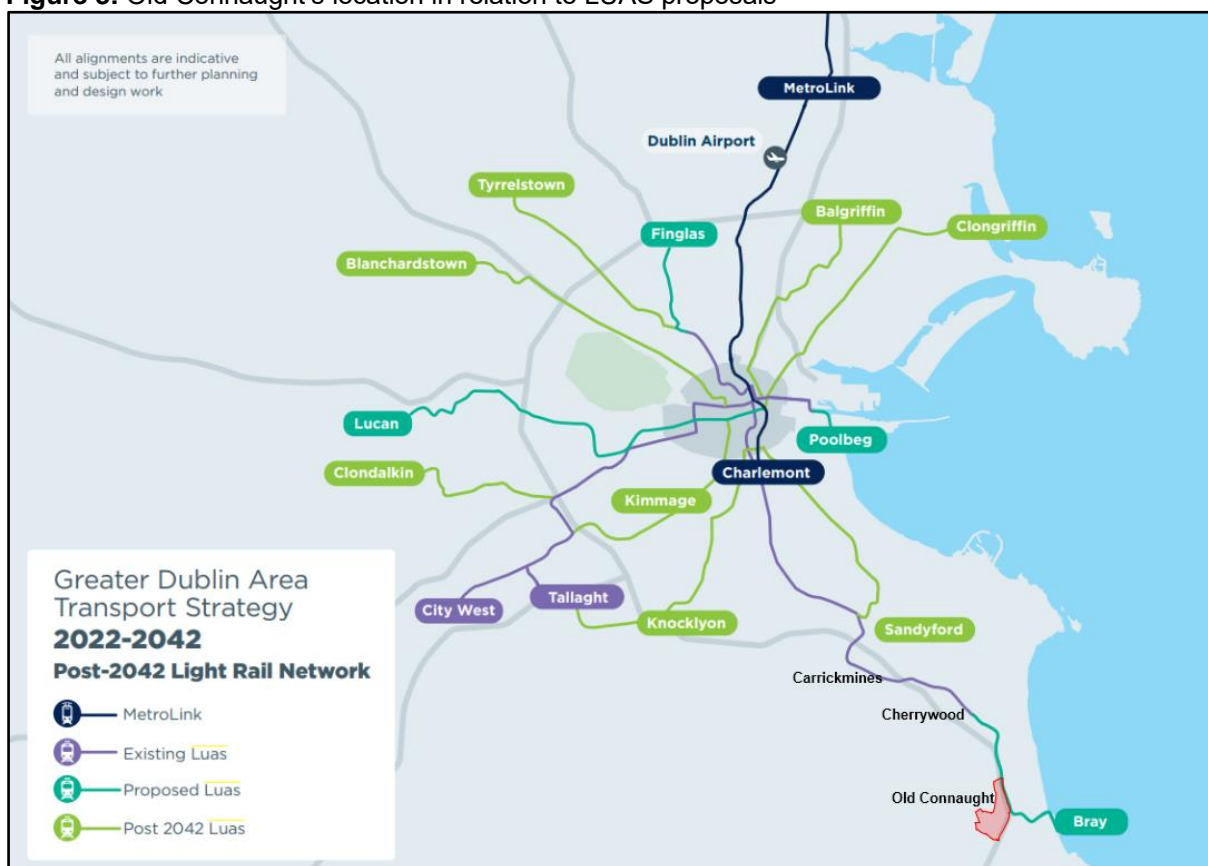 Figure 3: Old Connaught's location in relation to LUAS proposals
All alignments are indicative
and subject to further planning
and design work
MetroLink
Dublin Airport
Tyrrelstown
Balgriffin
Finglas
Clongriffin
Blanchardstown
Lucan
Poolbeg
Clondalkin
Charlemont
Kimmage
City West
Tallaght
Knocklyon
Sandyford
Carrickmines
Cherrywood
Old Connaught
Bray
Greater Dublin Area
Transport Strategy
2022-2042
Post-2042 Light Rail Network
MetroLink
Existing Luas
Proposed Luas
Post 2042 Luas